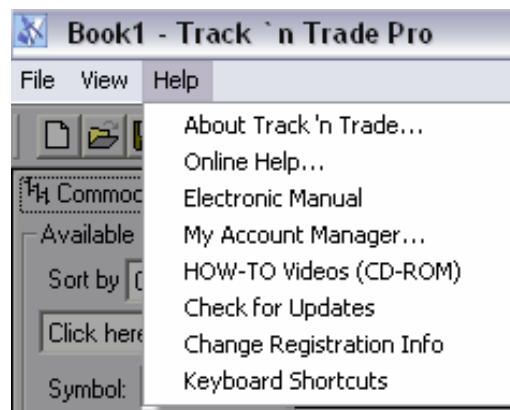 Book1 - Track `n Trade Pro
File View Help
About Track 'n Trade...
Online Help...
Electronic Manual
My Account Manager...
HOW-TO Videos (CD-ROM)
Check for Updates
Change Registration Info
Keyboard Shortcuts
Commod
Available
Sort by
Click here
Symbol: